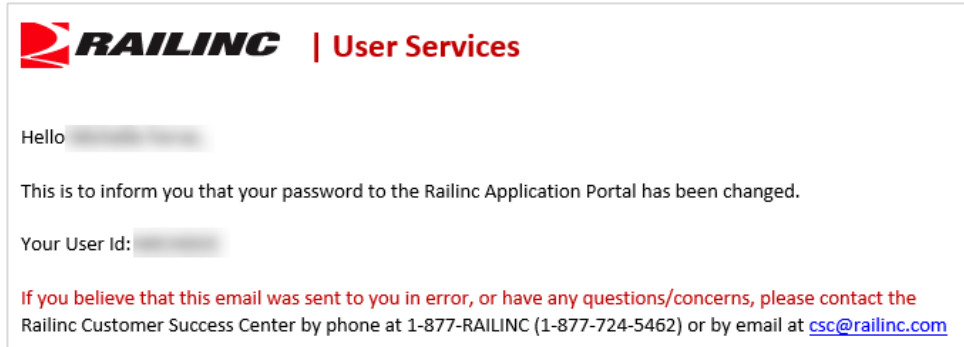 RAILINC | User Services
Hello
This is to inform you that your password to the Railinc Application Portal has been changed.
Your User Id:
If you believe that this email was sent to you in error, or have any questions/concerns, please contact the
Railinc Customer Success Center by phone at 1-877-RAILINC (1-877-724-5462) or by email at csc@railinc.com